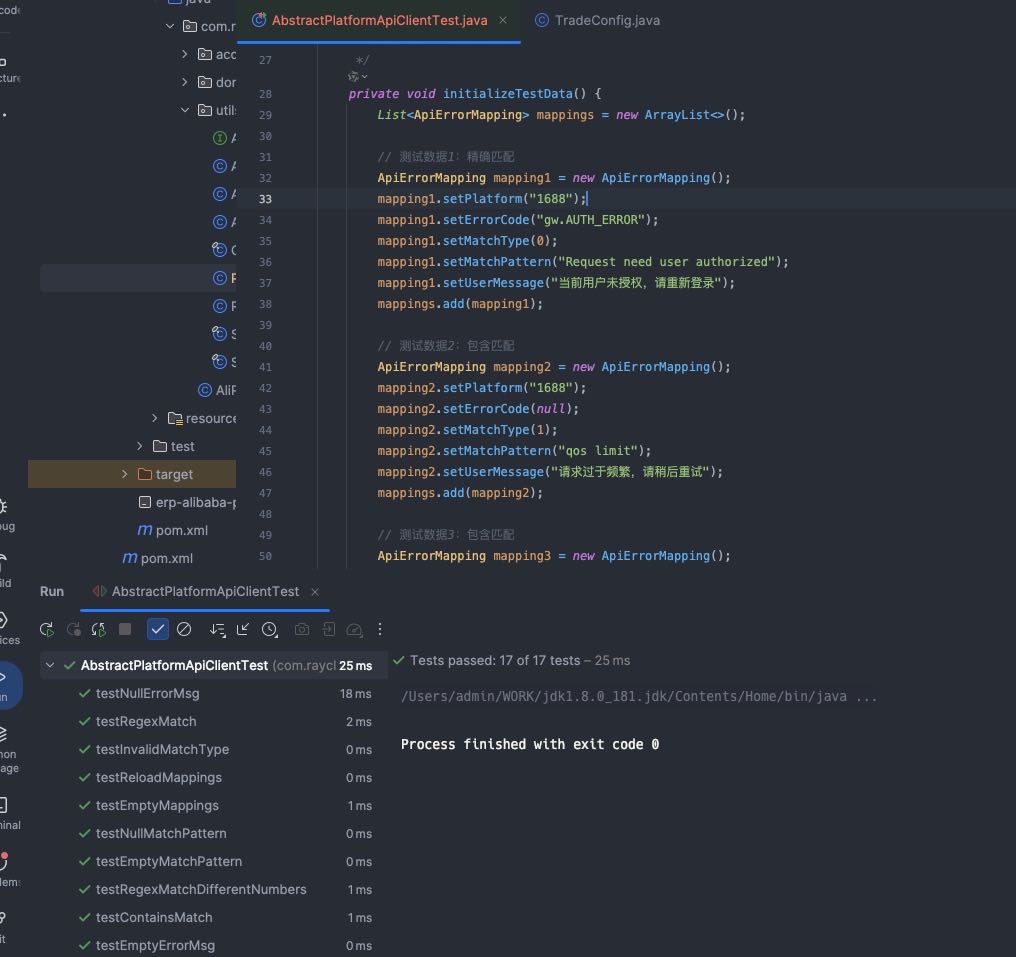 AbstractPlatformApiClientTest.java
TradeConfig.java
java
com.r
acc
dor
utils
AliF
resource
test
target
erp-alibaba-p
pom.xml
pom.xml
27 */
28 private void initializeTestData() {
29 List<ApiErrorMapping> mappings = new ArrayList<>();
30
31 // 测试数据1：精确匹配
32 ApiErrorMapping mapping1 = new ApiErrorMapping();
33 mapping1.setPlatform("1688");
34 mapping1.setErrorCode("gw.AUTH_ERROR");
35 mapping1.setMatchType(0);
36 mapping1.setMatchPattern("Request need user authorized");
37 mapping1.setUserMessage("当前用户未授权，请重新登录");
38 mappings.add(mapping1);
39
40 // 测试数据2：包含匹配
41 ApiErrorMapping mapping2 = new ApiErrorMapping();
42 mapping2.setPlatform("1688");
43 mapping2.setErrorCode(null);
44 mapping2.setMatchType(1);
45 mapping2.setMatchPattern("qos limit");
46 mapping2.setUserMessage("请求过于频繁，请稍后重试");
47 mappings.add(mapping2);
48
49 // 测试数据3：包含匹配
50 ApiErrorMapping mapping3 = new ApiErrorMapping();
Run AbstractPlatformApiClientTest
AbstractPlatformApiClientTest (com.raycl 25 ms
testNullErrorMsg 18 ms
testRegexMatch 2 ms
testInvalidMatchType 0 ms
testReloadMappings 0 ms
testEmptyMappings 1 ms
testNullMatchPattern 0 ms
testEmptyMatchPattern 0 ms
testRegexMatchDifferentNumbers 1 ms
testContainsMatch 1 ms
testEmptyErrorMsg 0 ms
Tests passed: 17 of 17 tests – 25 ms
/Users/admin/WORK/jdk1.8.0_181.jdk/Contents/Home/bin/java ...
Process finished with exit code 0